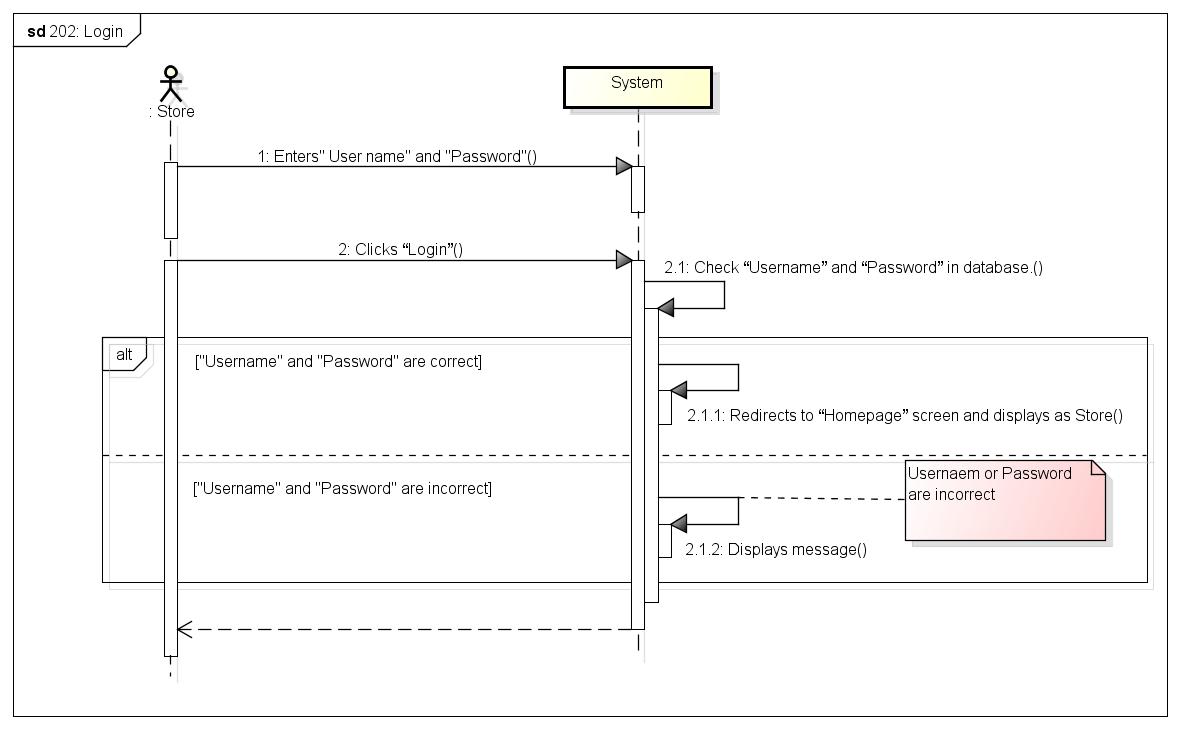 sd 202: Login
: Store
System
1: Enters" User name" and "Password"()
2: Clicks “Login”()
2.1: Check “Username” and “Password” in database.()
alt
["Username" and "Password" are correct]
2.1.1: Redirects to “Homepage” screen and displays as Store()
["Username" and "Password" are incorrect]
Usernaem or Password
are incorrect
2.1.2: Displays message()